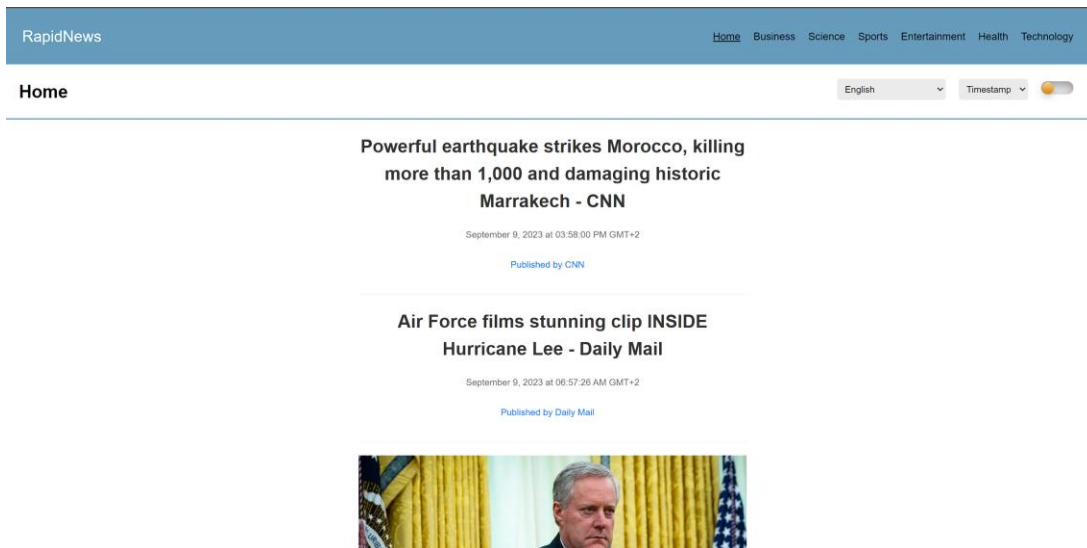 RapidNews
Home Business Science Sports Entertainment Health Technology
Home
English Timestamp
Powerful earthquake strikes Morocco, killing
more than 1,000 and damaging historic
Marrakech - CNN
September 9, 2023 at 03:58:00 PM GMT+2
Published by CNN
Air Force films stunning clip INSIDE
Hurricane Lee - Daily Mail
September 9, 2023 at 06:57:26 AM GMT+2
Published by Daily Mail